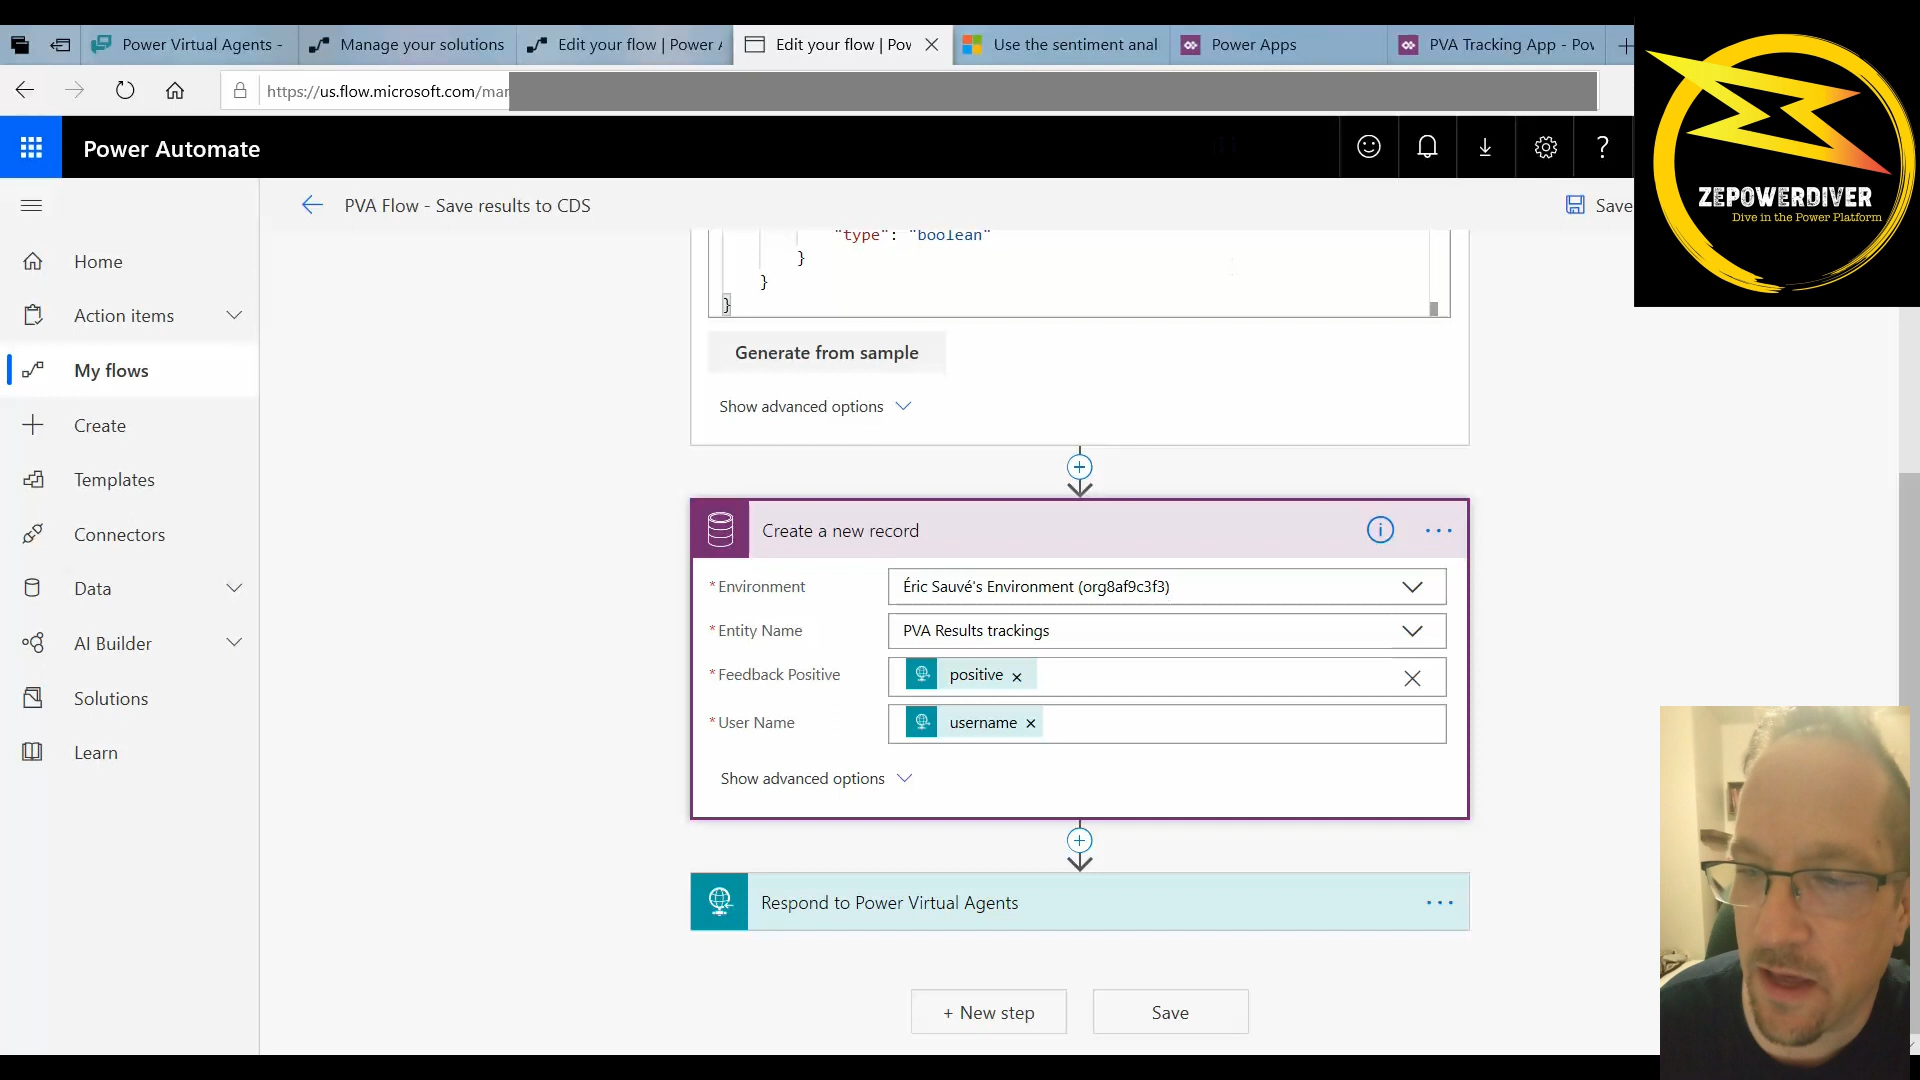 Power Virtual Agents -
Manage your solutions
Edit your flow | Power A
Edit your flow | Pow
Use the sentiment anal
Power Apps
PVA Tracking App - Pow
https://us.flow.microsoft.com/mar
Power Automate
?
ZEPOWERDIVER
Dive in the Power Platform
PVA Flow - Save results to CDS
Save
Home
Action items
My flows
Create
Templates
Connectors
Data
AI Builder
Solutions
Learn
"type": "boolean"
}
}
}
Generate from sample
Show advanced options
Create a new record
* Environment
Éric Sauvé's Environment (org8af9c3f3)
* Entity Name
PVA Results trackings
* Feedback Positive
positive
* User Name
username
Show advanced options
Respond to Power Virtual Agents
+ New step
Save